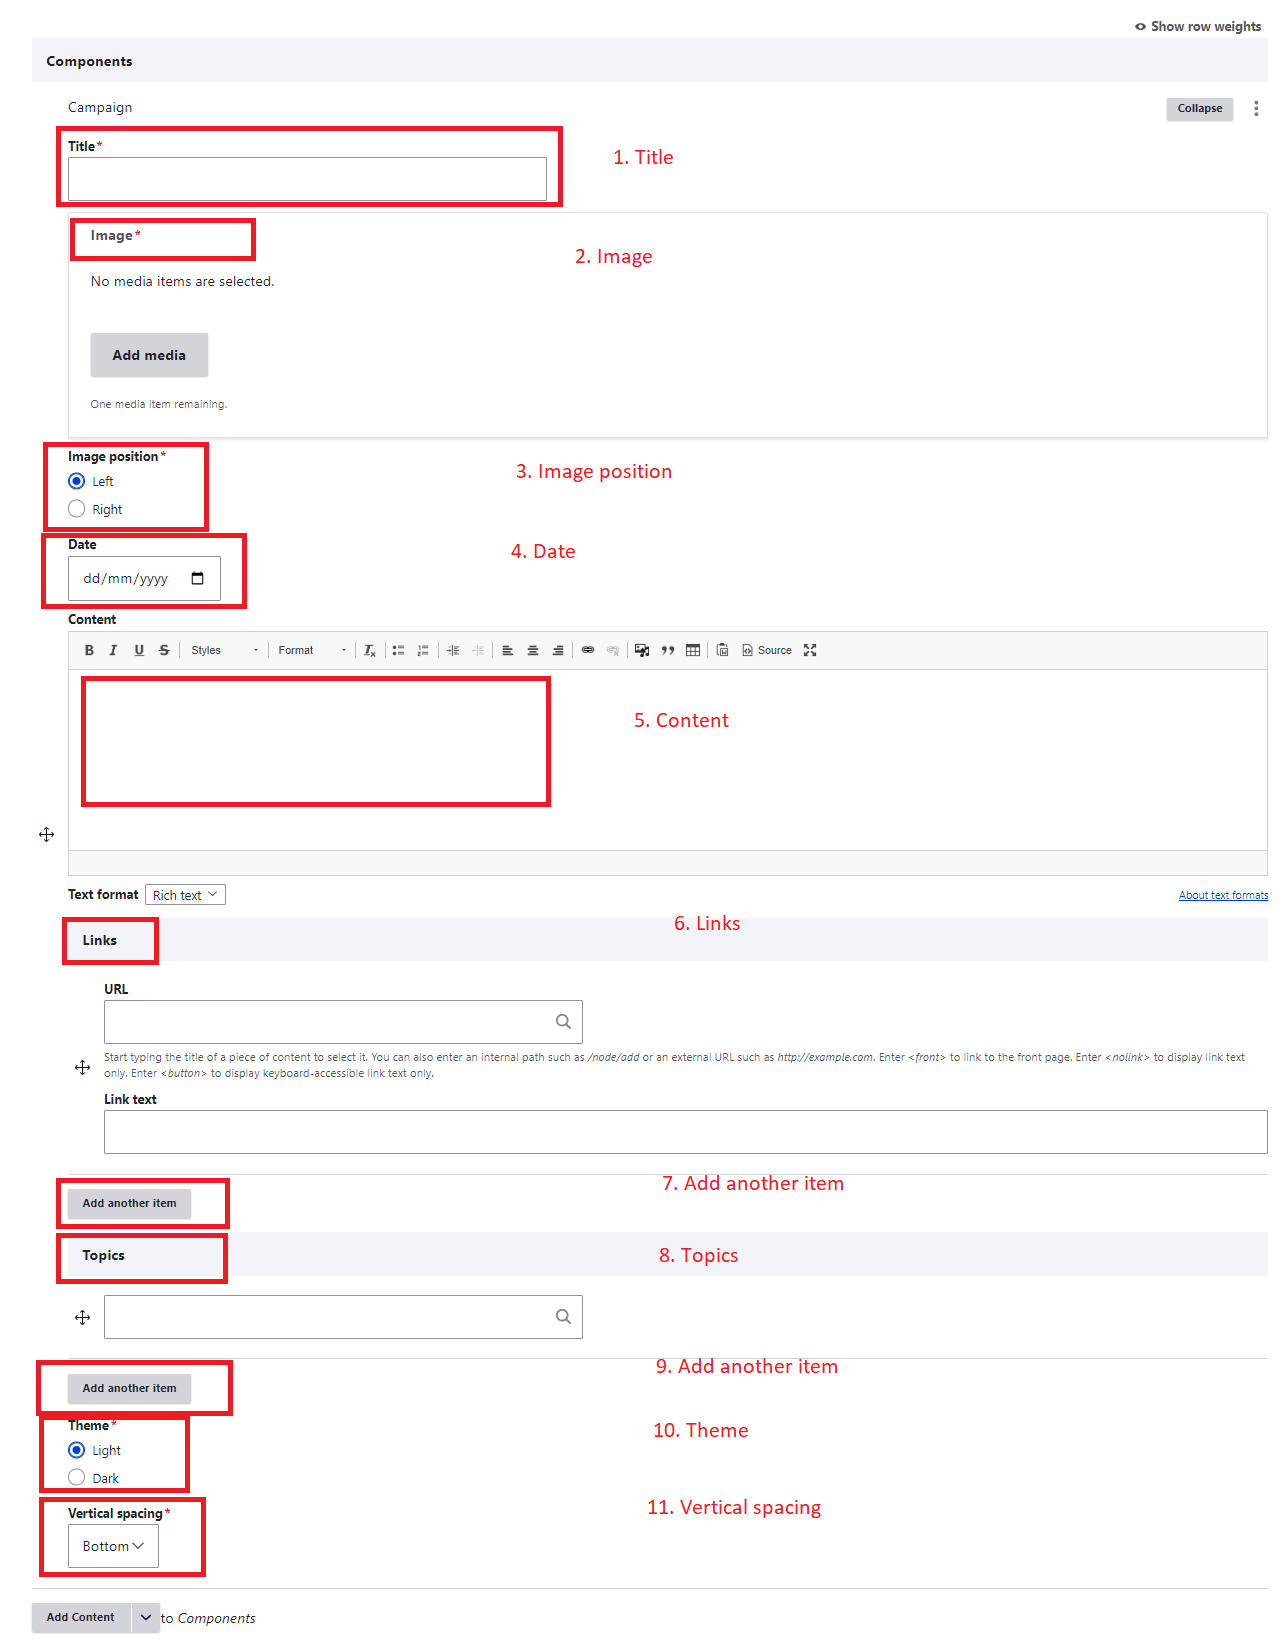 Show row weights
Components
Campaign
Collapse
Title*
1. Title
Image*
2. Image
No media items are selected.
Add media
One media item remaining.
Image position*
3. Image position
Left
Right
Date
4. Date
dd/mm/yyyy
Content
B I U S Styles Format Source
5. Content
Text format Rich text
About text formats
6. Links
Links
URL
Start typing the title of a piece of content to select it. You can also enter an internal path such as /node/add or an external URL such as http://example.com. Enter <front> to link to the front page. Enter <nolink> to display link text
only. Enter <button> to display keyboard-accessible link text only.
Link text
7. Add another item
Add another item
Topics
8. Topics
9. Add another item
Add another item
Theme*
10. Theme
Light
Dark
11. Vertical spacing
Vertical spacing*
Bottom
Add Content to Components